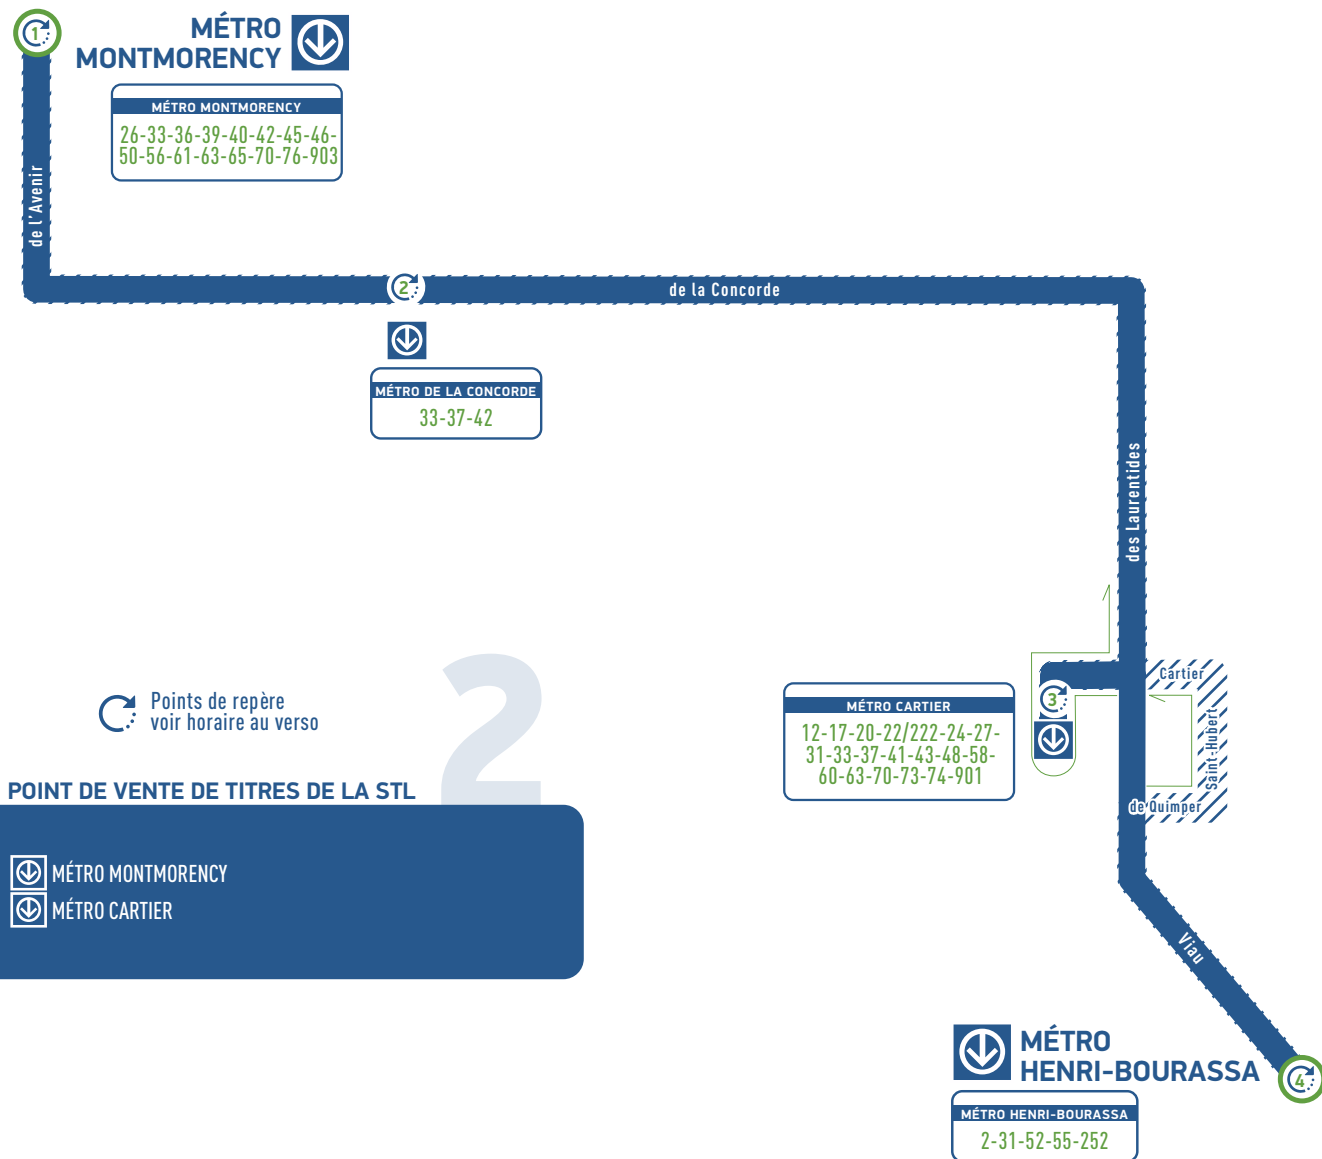 1
MÉTRO
MONTMORENCY
MÉTRO MONTMORENCY
26-33-36-39-40-42-45-46-
50-56-61-63-65-70-76-903
de l'Avenir
2
de la Concorde
MÉTRO DE LA CONCORDE
33-37-42
des Laurentides
Cartier
3
Saint-Hubert
MÉTRO CARTIER
12-17-20-22/222-24-27-
31-33-37-41-43-48-58-
60-63-70-73-74-901
de Quimper
Points de repère
voir horaire au verso
2
POINT DE VENTE DE TITRES DE LA STL
MÉTRO MONTMORENCY
MÉTRO CARTIER
Viau
MÉTRO
HENRI-BOURASSA
4
MÉTRO HENRI-BOURASSA
2-31-52-55-252